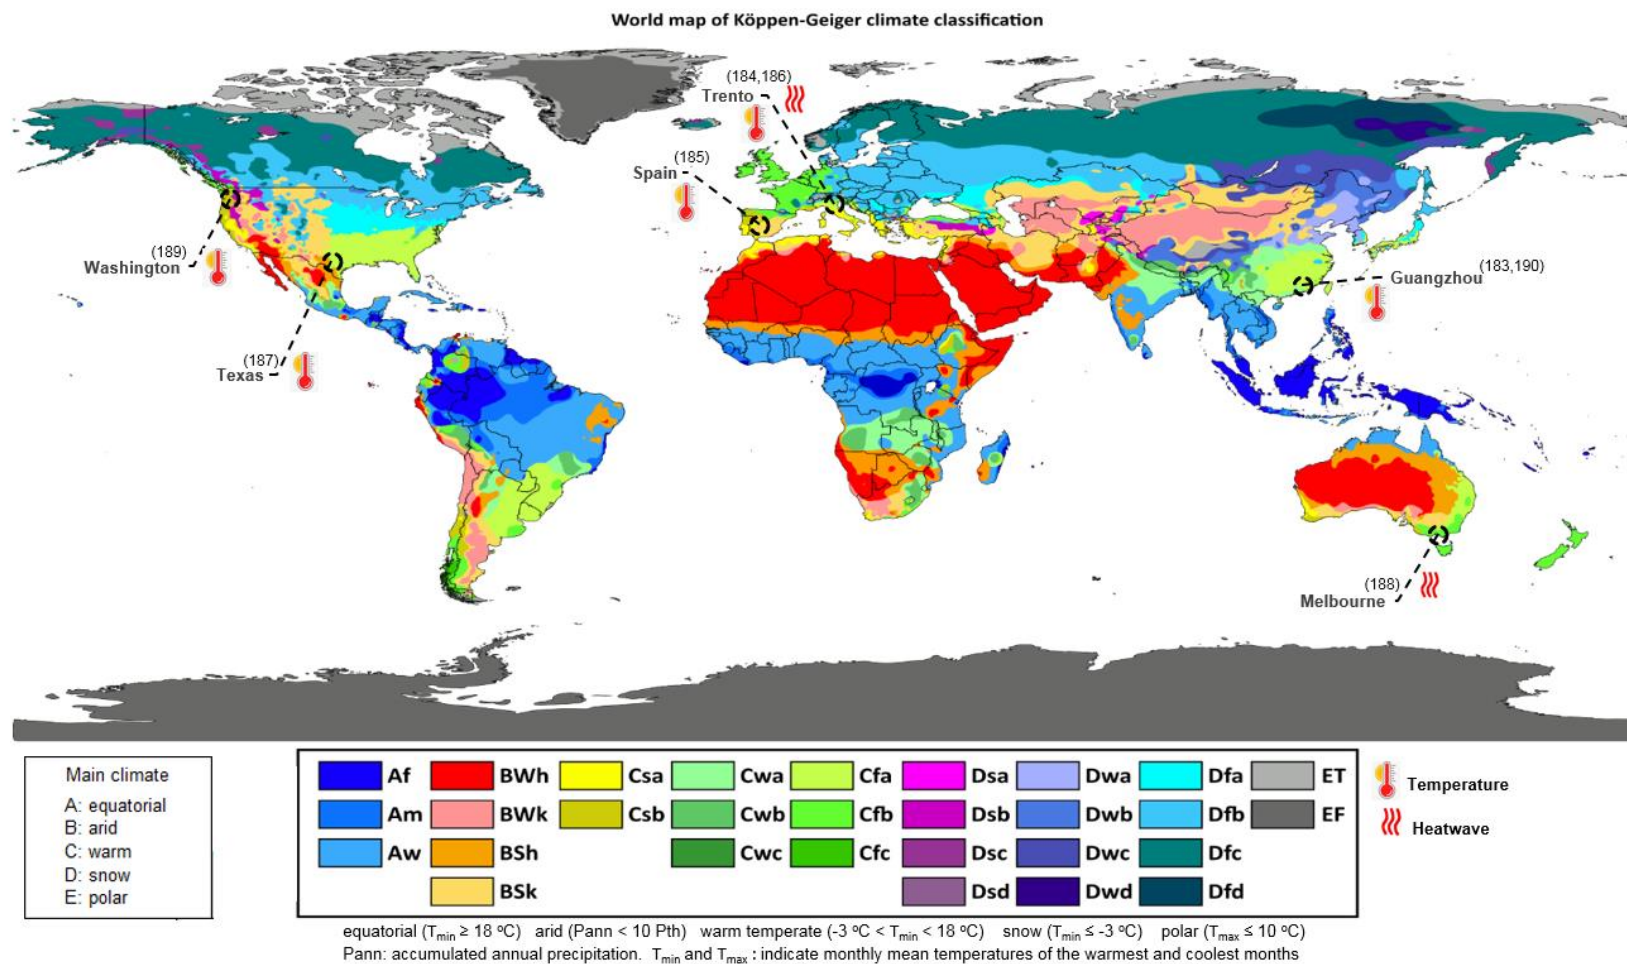 World map of Köppen-Geiger climate classification
(184,186)
Trento
(185)
Spain
(189)
Washington
(183,190)
Guangzhou
(187)
Texas
(188)
Melbourne
Main climate
A: equatorial
B: arid
C: warm
D: snow
E: polar
Af BWh Csa Cwa Cfa Dsa Dwa Dfa ET
Am BWk Csb Cwb Cfb Dsb Dwb Dfb EF
Aw BSh Cwc Cfc Dsc Dwc Dfc
BSk Dsd Dwd Dfd
Temperature
Heatwave
equatorial (Tmin ≥ 18 ºC) arid (Pann < 10 Pth) warm temperate (-3 ºC < Tmin < 18 ºC) snow (Tmin ≤ -3 ºC) polar (Tmax ≤ 10 ºC)
Pann: accumulated annual precipitation. Tmin and Tmax : indicate monthly mean temperatures of the warmest and coolest months